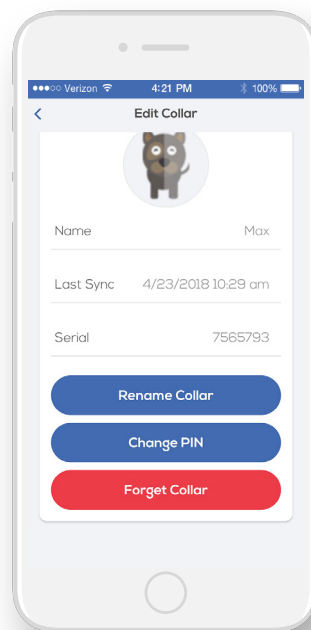 Verizon 4:21 PM 100%
Edit Collar
Name Max
Last Sync 4/23/2018 10:29 am
Serial 7565793
Rename Collar
Change PIN
Forget Collar